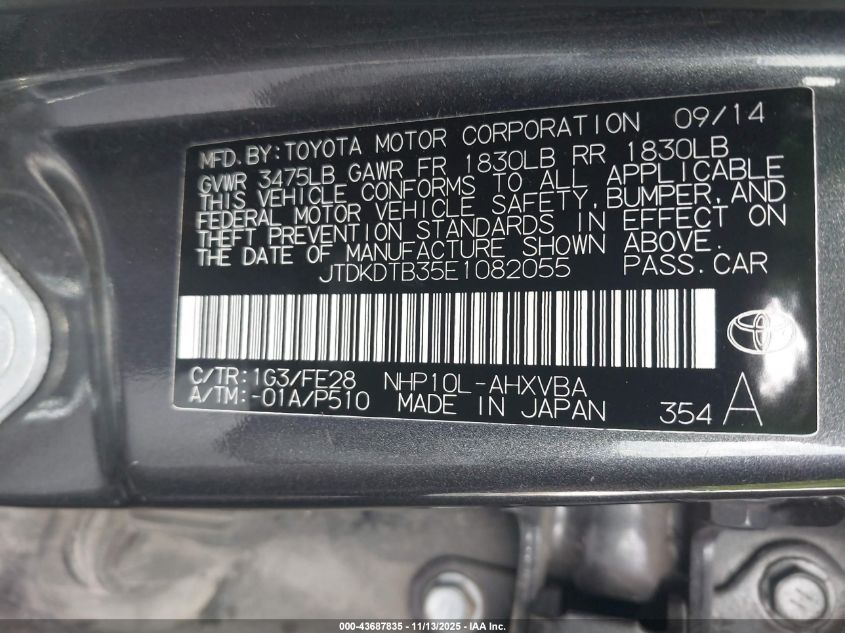 MFD. BY: TOYOTA MOTOR CORPORATION 09/14
GVWR 3475LB GAWR FR 1830LB RR 1830LB
THIS VEHICLE CONFORMS TO ALL APPLICABLE
FEDERAL MOTOR VEHICLE SAFETY, BUMPER, AND
THEFT PREVENTION STANDARDS IN EFFECT ON
THE DATE OF MANUFACTURE SHOWN ABOVE.
JTDKDTB35E1082055 PASS. CAR
C/TR: 1G3/FE28 NHP10L-AHXVBA
A/TM: -01A/P510 MADE IN JAPAN 354 A
000-43687835 - 11/13/2025 - IAA Inc.